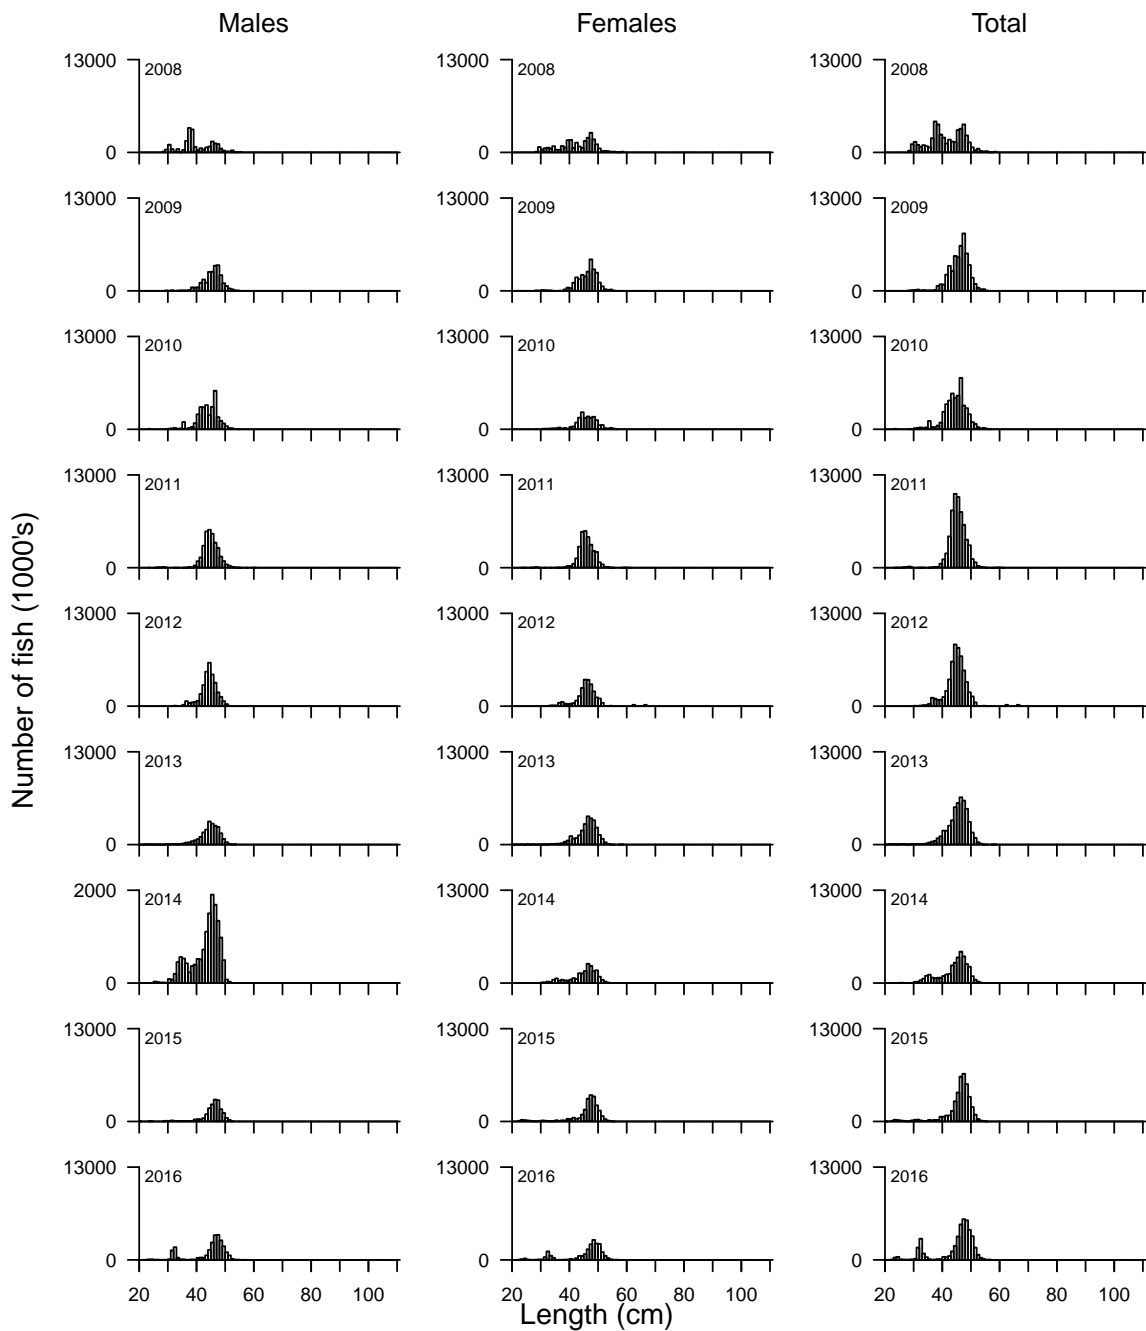 Males Females Total
13000 2008 13000 2008 13000 2008
0 0 0
13000 2009 13000 2009 13000 2009
0 0 0
13000 2010 13000 2010 13000 2010
0 0 0
13000 2011 13000 2011 13000 2011
0 0 0
13000 2012 13000 2012 13000 2012
0 0 0
13000 2013 13000 2013 13000 2013
0 0 0
2000 2014 13000 2014 13000 2014
0 0 0
13000 2015 13000 2015 13000 2015
0 0 0
13000 2016 13000 2016 13000 2016
0 0 0
20 40 60 80 100 20 40 60 80 100 20 40 60 80 100
Number of fish (1000's)
Length (cm)